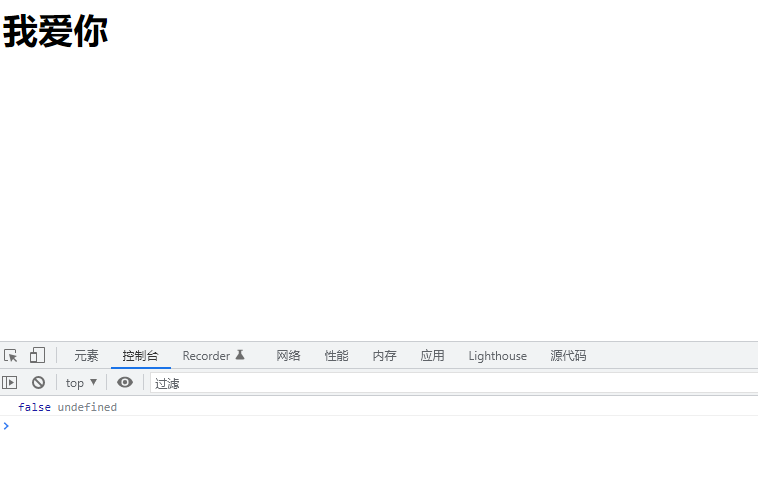 我爱你
元素 控制台 Recorder 网络 性能 内存 应用 Lighthouse 源代码
top ▼ 过滤
false undefined
>